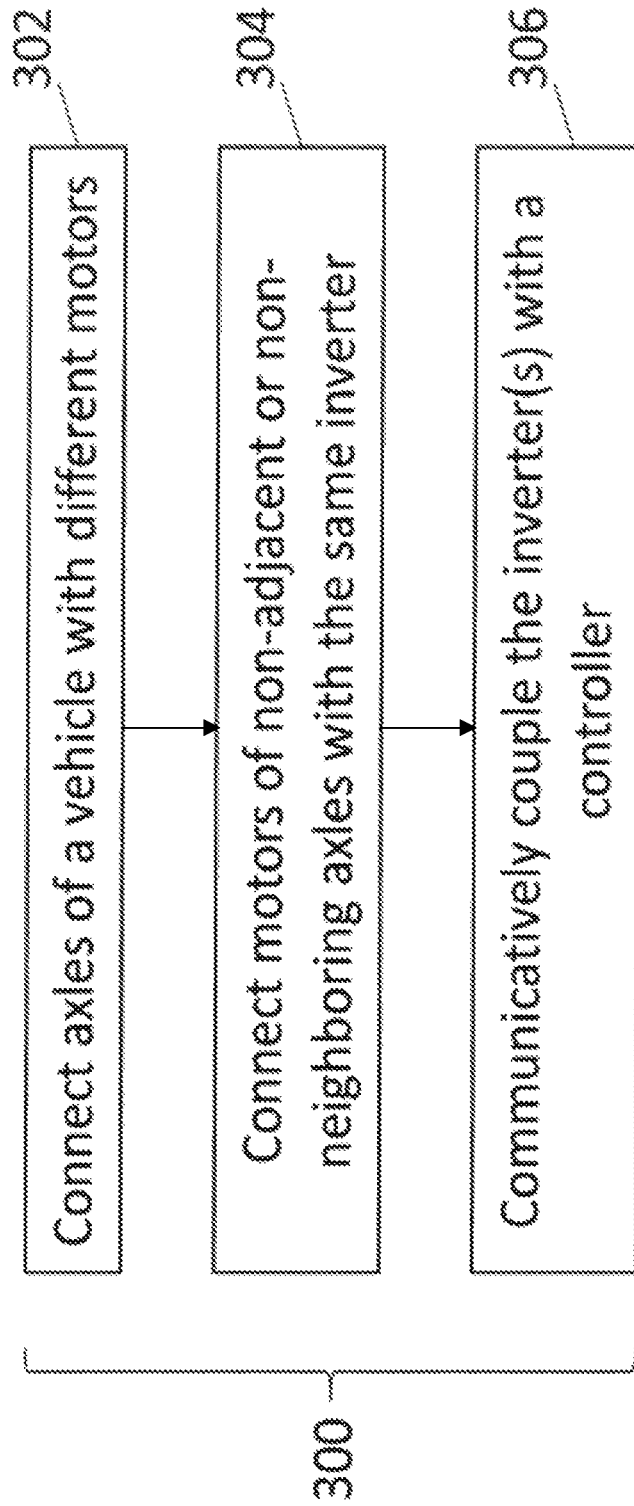 302
Connect axles of a vehicle with different motors
304
Connect motors of non-adjacent or non-
neighboring axles with the same inverter
306
Communicatively couple the inverter(s) with a
controller
300